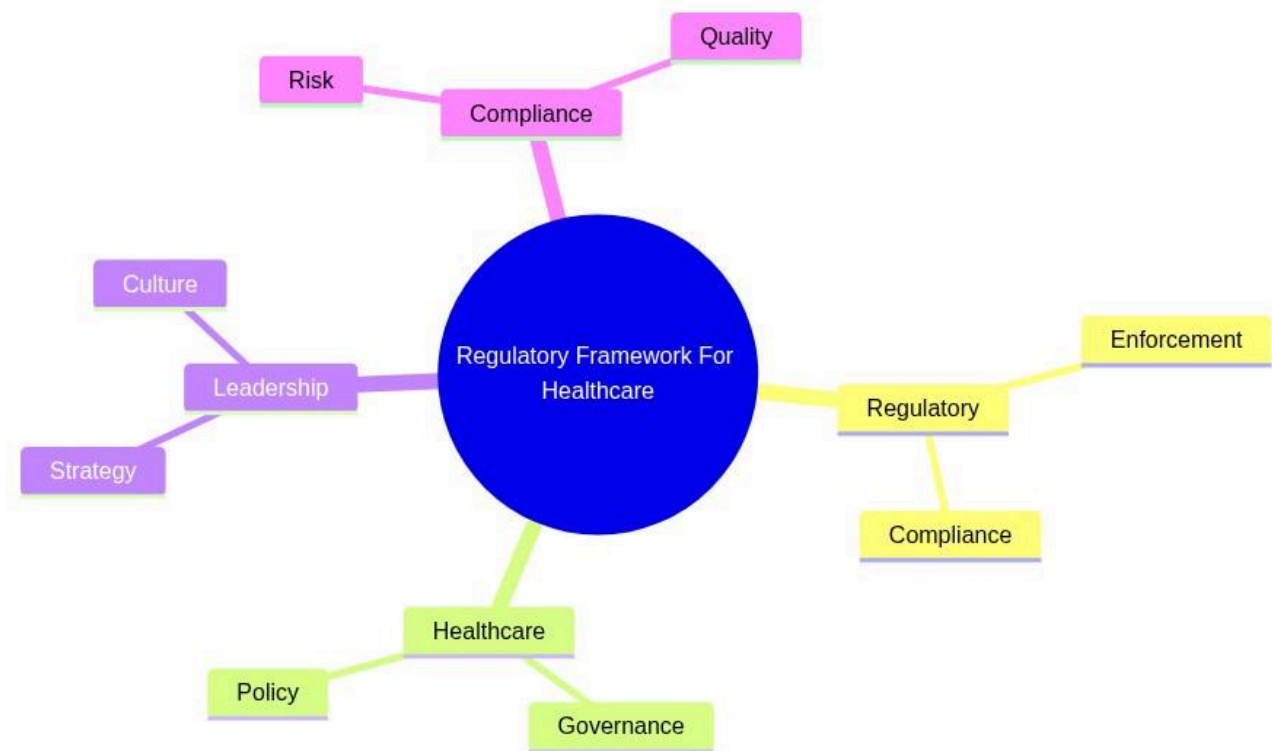 Quality
Risk
Compliance
Culture
Leadership
Strategy
Regulatory Framework For
Healthcare
Enforcement
Regulatory
Compliance
Healthcare
Policy
Governance